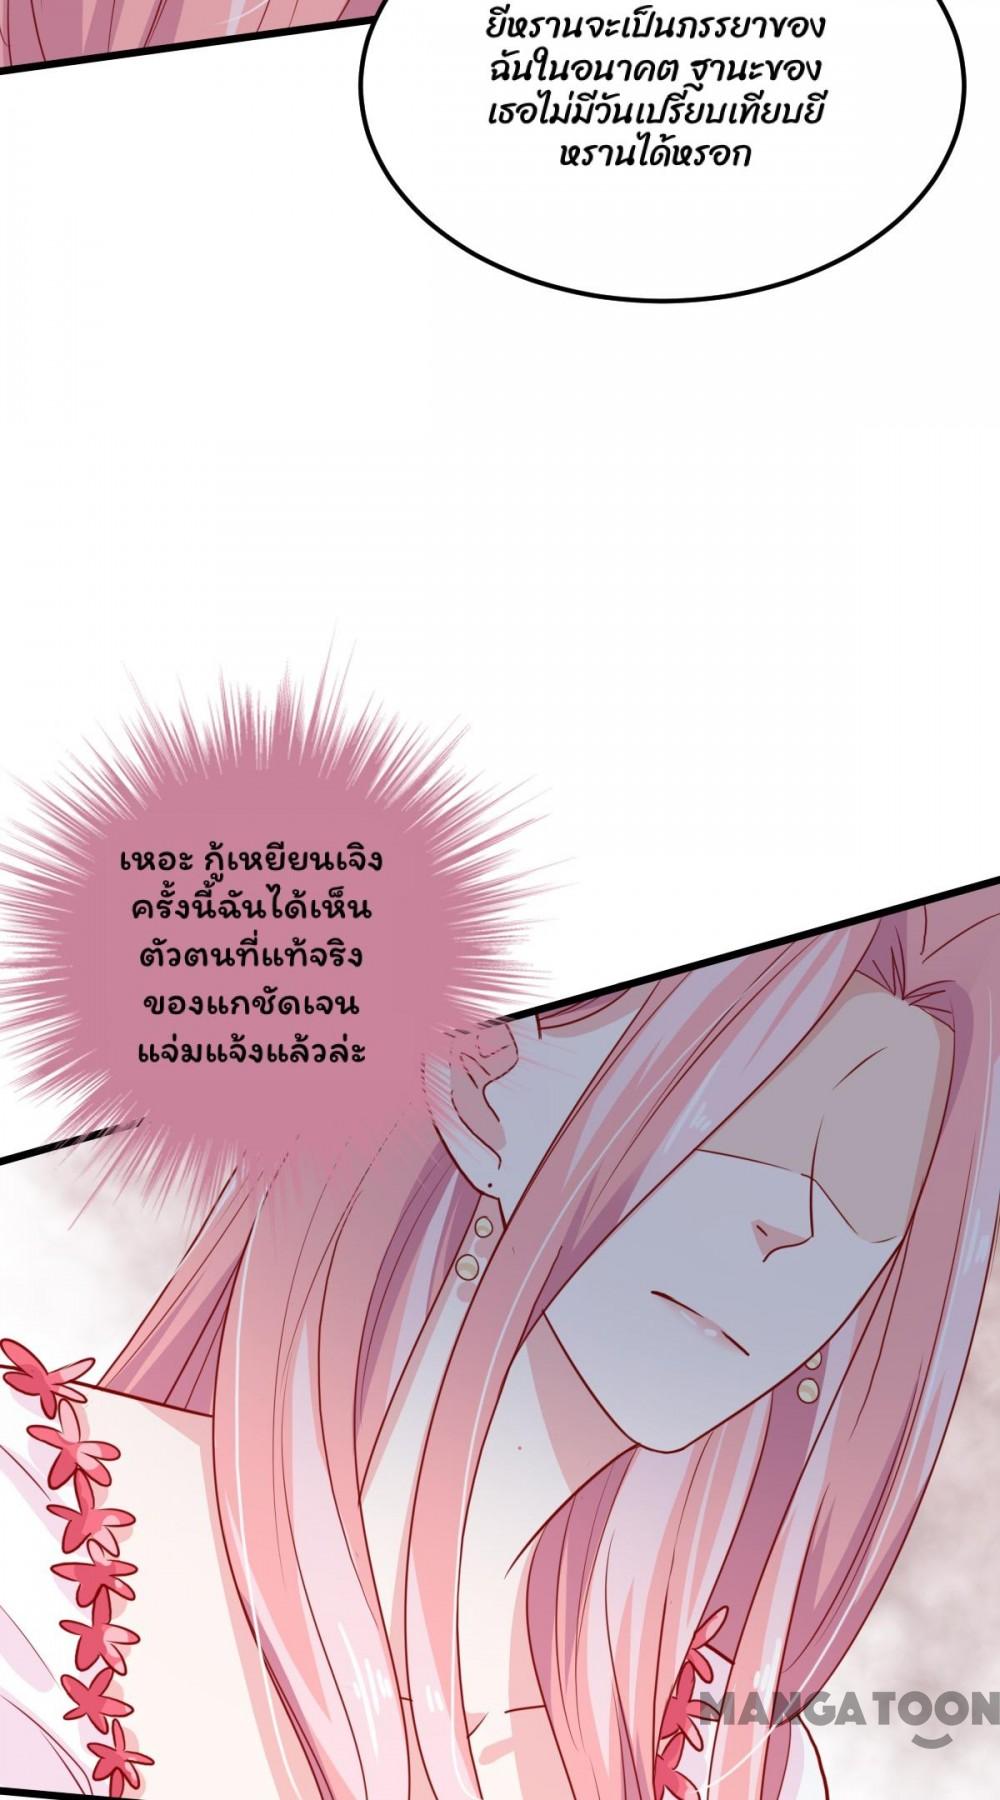 ยีหรานจะเป็นภรรยาของ
ฉันในอนาคต ฐานะของ
เธอไม่มีวันเปรียบเทียบยี
หรานได้หรอก
เหอะ กู้เหยียนเจิง
ครั้งนี้ฉันได้เห็น
ตัวตนที่แท้จริง
ของแกชัดเจน
แจ่มแจ้งแล้วล่ะ
MANGATOON